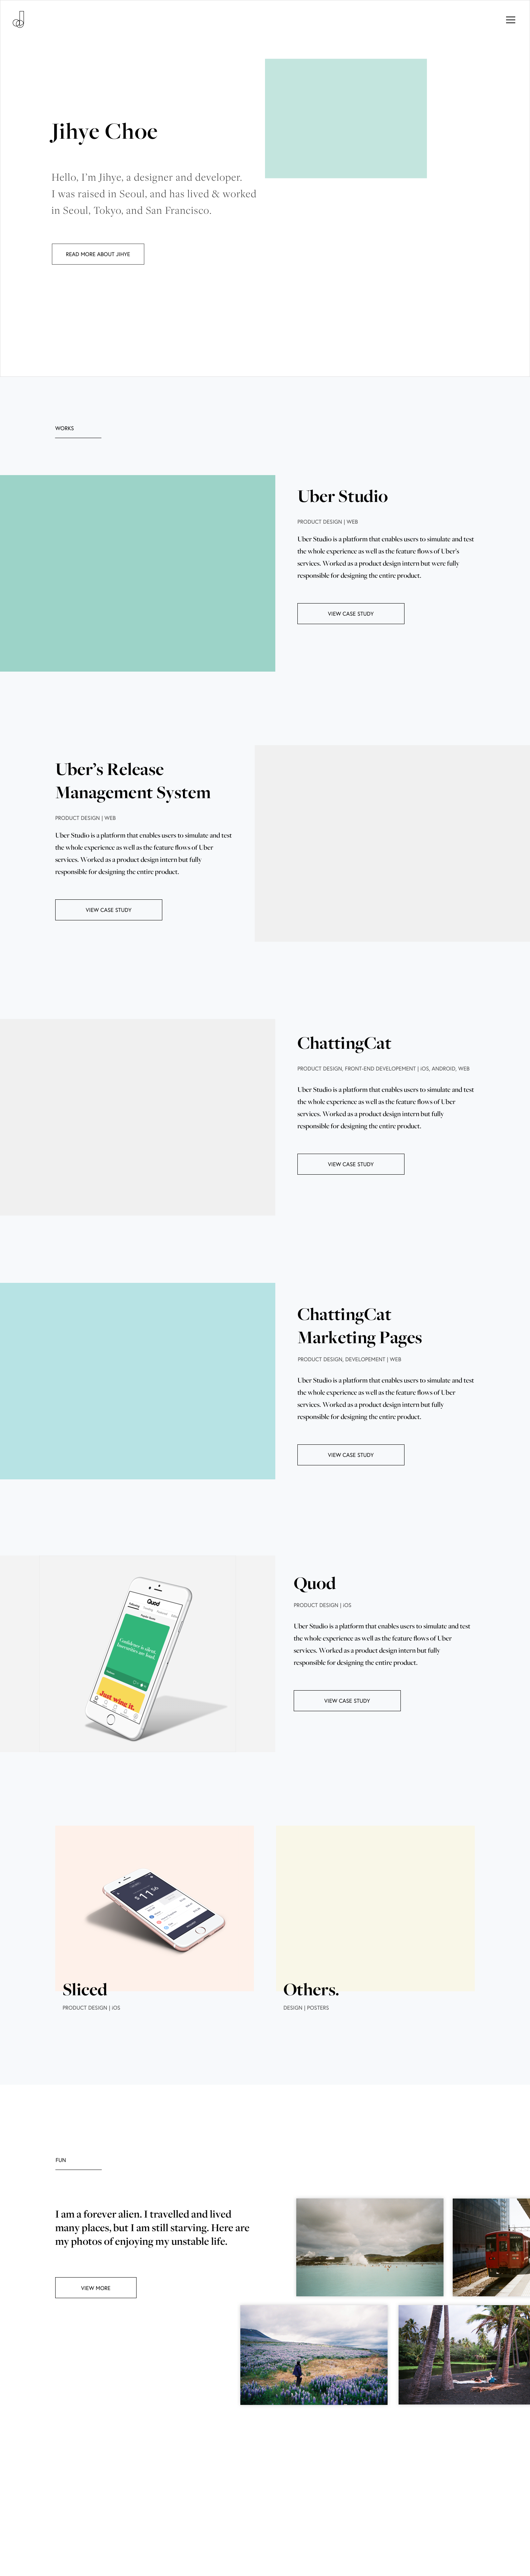 Jihye Choe
Hello, I'm Jihye, a designer and developer.
I was raised in Seoul, and has lived & worked
in Seoul, Tokyo, and San Francisco.
READ MORE ABOUT JIHYE
WORKS
Uber Studio
PRODUCT DESIGN | WEB
Uber Studio is a platform that enables users to simulate and test
the whole experience as well as the feature flows of Uber's
services. Worked as a product design intern but were fully
responsible for designing the entire product.
VIEW CASE STUDY
Uber's Release
Management System
PRODUCT DESIGN | WEB
Uber Studio is a platform that enables users to simulate and test
the whole experience as well as the feature flows of Uber
services. Worked as a product design intern but fully
responsible for designing the entire product.
VIEW CASE STUDY
ChattingCat
PRODUCT DESIGN, FRONT-END DEVELOPEMENT | iOS, ANDROID, WEB
Uber Studio is a platform that enables users to simulate and test
the whole experience as well as the feature flows of Uber
services. Worked as a product design intern but fully
responsible for designing the entire product.
VIEW CASE STUDY
ChattingCat
Marketing Pages
PRODUCT DESIGN, DEVELOPEMENT | WEB
Uber Studio is a platform that enables users to simulate and test
the whole experience as well as the feature flows of Uber
services. Worked as a product design intern but fully
responsible for designing the entire product.
VIEW CASE STUDY
Quod
Confidence is silent.
Insecurities are loud.
Just wing it.
Quod
PRODUCT DESIGN | iOS
Uber Studio is a platform that enables users to simulate and test
the whole experience as well as the feature flows of Uber
services. Worked as a product design intern but fully
responsible for designing the entire product.
VIEW CASE STUDY
Sliced
PRODUCT DESIGN | iOS
Others.
DESIGN | POSTERS
FUN
I am a forever alien. I travelled and lived
many places, but I am still starving. Here are
my photos of enjoying my unstable life.
VIEW MORE